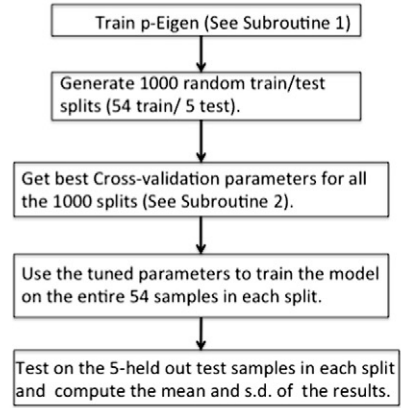 Train p-Eigen (See Subroutine 1)
Generate 1000 random train/test
splits (54 train/ 5 test).
Get best Cross-validation parameters for all
the 1000 splits (See Subroutine 2).
Use the tuned parameters to train the model
on the entire 54 samples in each split.
Test on the 5-held out test samples in each split
and compute the mean and s.d. of the results.